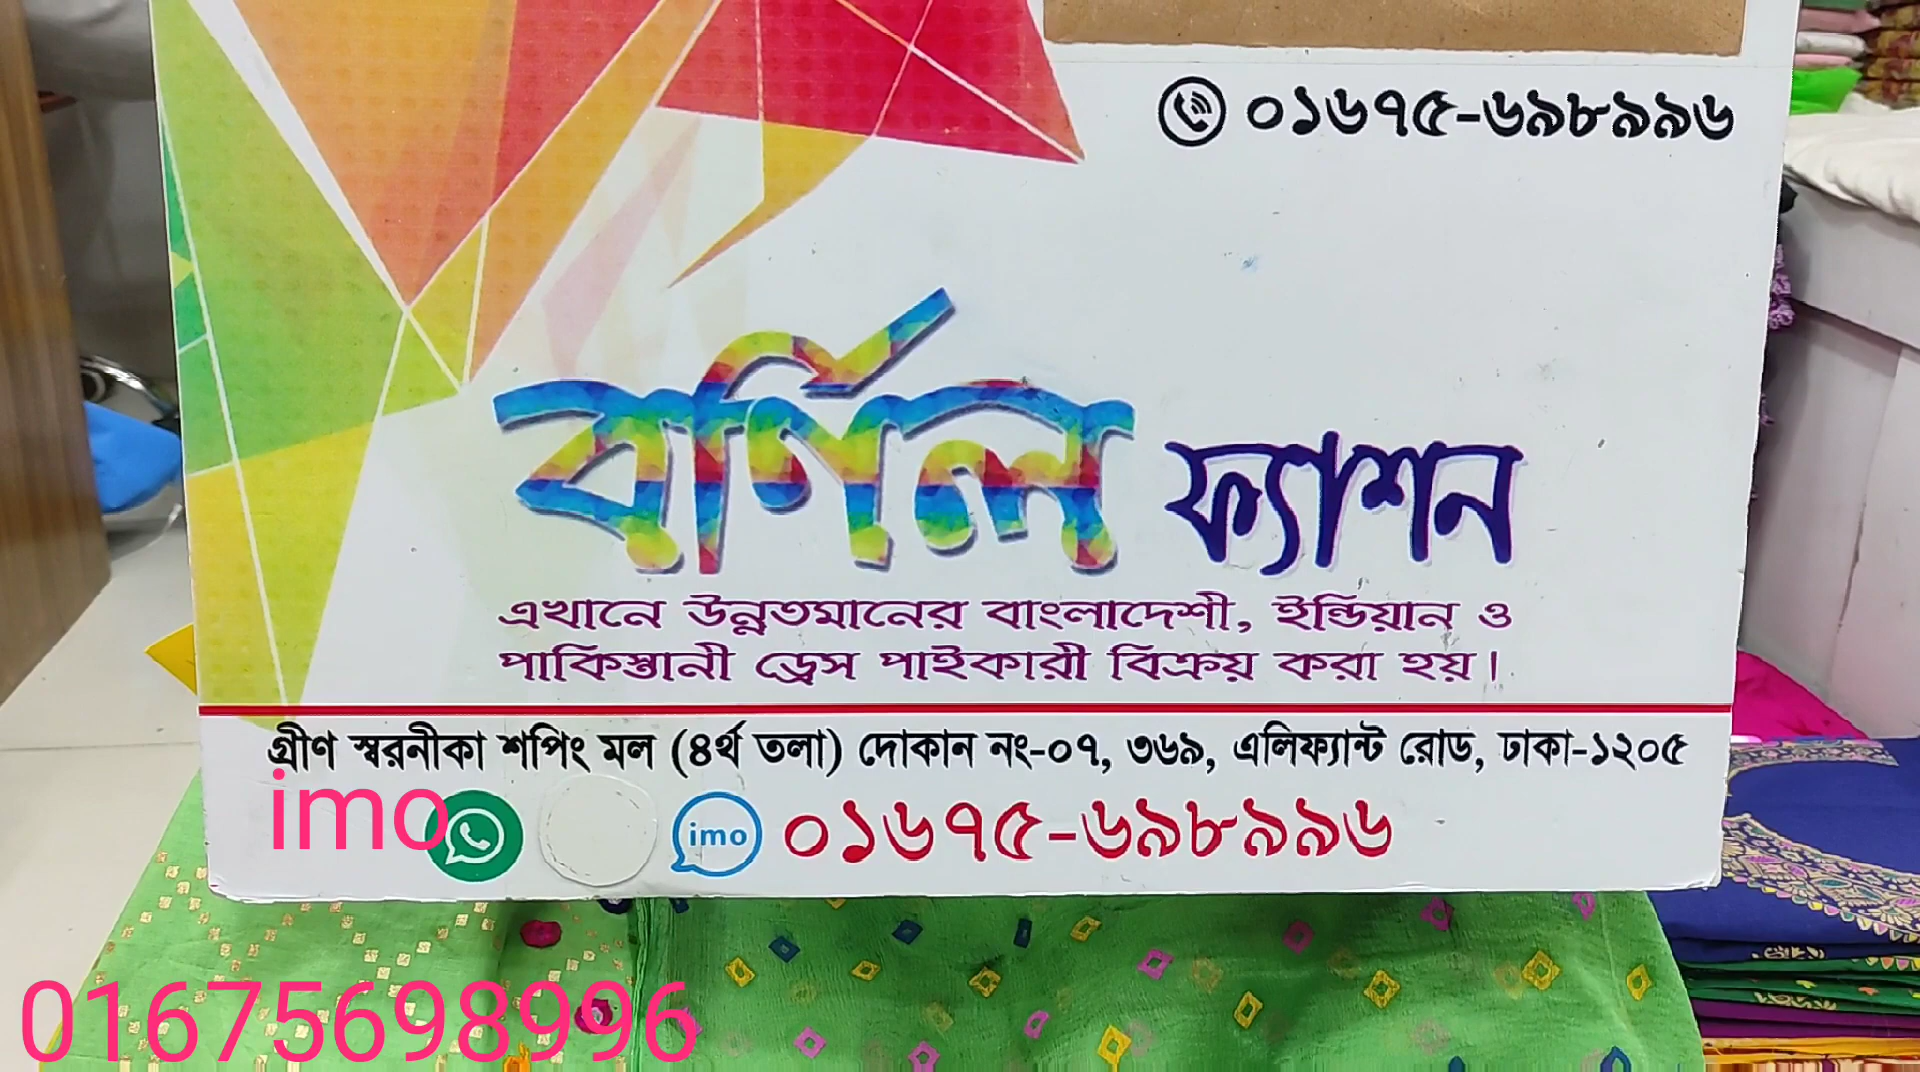 ০১৬৭৫-৬৯৮৯৯৬
বর্ণিল ফ্যাশন
এখানে উন্নতমানের বাংলাদেশী, ইন্ডিয়ান ও
পাকিস্তানী ড্রেস পাইকারী বিক্রয় করা হয়।
গ্রীণ স্বরনীকা শপিং মল (৪র্থ তলা) দোকান নং-০৭, ৩৬৯, এলিফ্যান্ট রোড, ঢাকা-১২০৫
imo
imo ০১৬৭৫-৬৯৮৯৯৬
01675698996